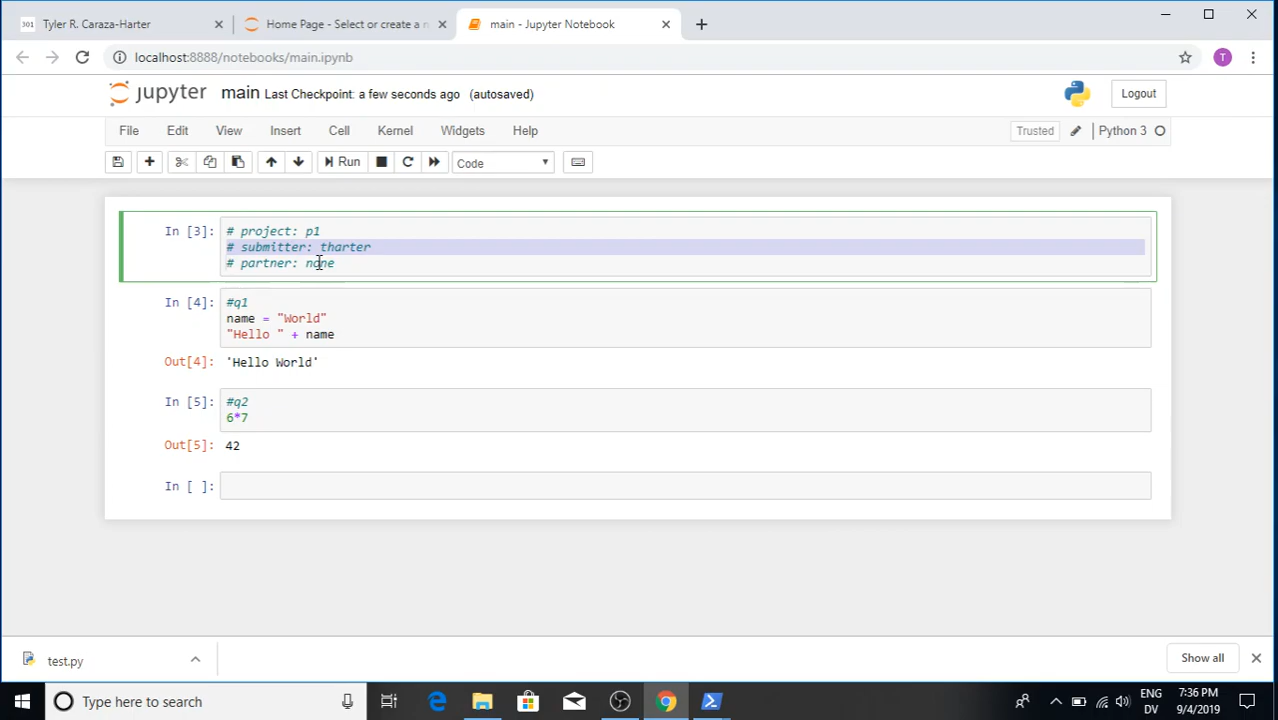 301 Tyler R. Caraza-Harter
Home Page - Select or create a n
main - Jupyter Notebook
localhost:8888/notebooks/main.ipynb
T
jupyter main Last Checkpoint: a few seconds ago (autosaved)
Logout
File Edit View Insert Cell Kernel Widgets Help
Trusted
Python 3
Run
Code
In [3]:
# project: p1
# submitter: tharter
# partner: none
In [4]:
#q1
name = "World"
"Hello " + name
Out[4]: 'Hello World'
In [5]:
#q2
6*7
Out[5]: 42
In [ ]:
test.py
Show all
Type here to search
ENG
DV
7:36 PM
9/4/2019